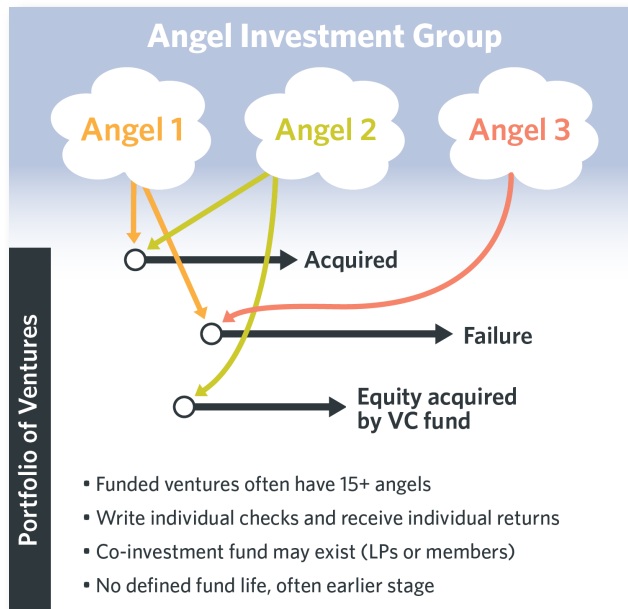 Angel Investment Group
Angel 1
Angel 2
Angel 3
Acquired
Failure
Equity acquired
by VC fund
Portfolio of Ventures
▪ Funded ventures often have 15+ angels
▪ Write individual checks and receive individual returns
▪ Co-investment fund may exist (LPs or members)
▪ No defined fund life, often earlier stage